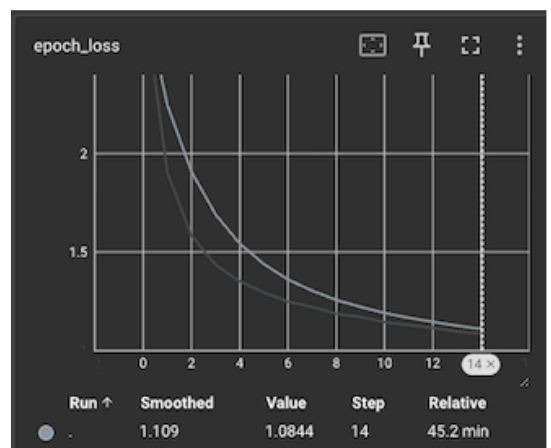 epoch_loss
2
1.5
0 2 4 6 8 10 12 14 ×
Run ↑ Smoothed Value Step Relative
. 1.109 1.0844 14 45.2 min